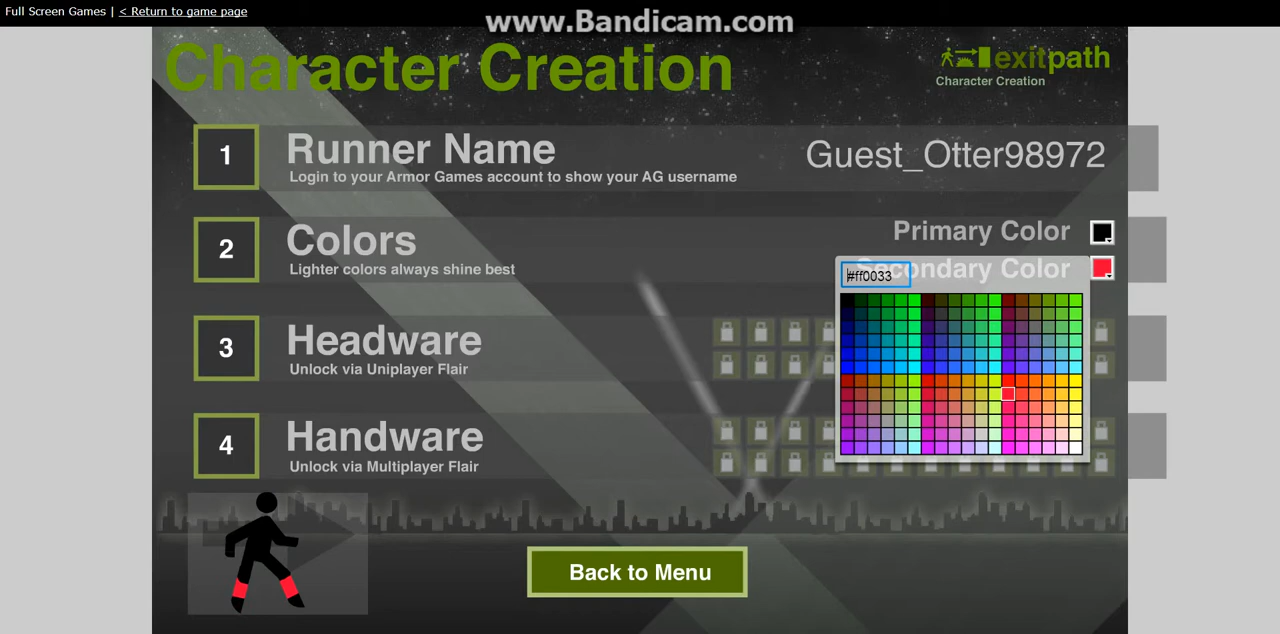 Full Screen Games | < Return to game page
www.Bandicam.com
Character Creation
exitpath
Character Creation
1
Runner Name
Login to your Armor Games account to show your AG username
Guest_Otter98972
2
Colors
Lighter colors always shine best
Primary Color
Secondary Color
#ff0033
3
Headware
Unlock via Uniplayer Flair
4
Handware
Unlock via Multiplayer Flair
Back to Menu